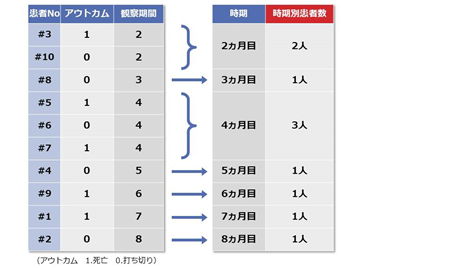 患者No アウトカム 観察期間 時期 時期別患者数
#3 1 2 2カ月目 2人
#10 0 2
#8 0 3 3カ月目 1人
#5 1 4 4カ月目 3人
#6 0 4
#7 1 4
#4 0 5 5カ月目 1人
#9 1 6 6カ月目 1人
#1 1 7 7カ月目 1人
#2 0 8 8カ月目 1人
(アウトカム 1.死亡 0.打ち切り)